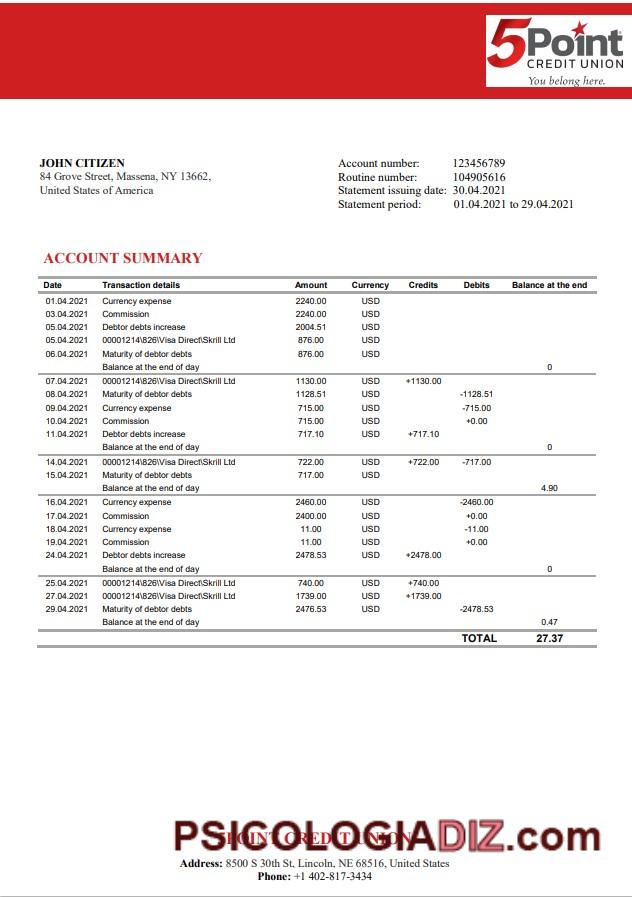 5Point
CREDIT UNION
You belong here.
JOHN CITIZEN
84 Grove Street, Massena, NY 13662,
United States of America
Account number: 123456789
Routine number: 104905616
Statement issuing date: 30.04.2021
Statement period: 01.04.2021 to 29.04.2021
ACCOUNT SUMMARY
Date Transaction details Amount Currency Credits Debits Balance at the end
01.04.2021 Currency expense 2240.00 USD
03.04.2021 Commission 2240.00 USD
05.04.2021 Debtor debts increase 2004.51 USD
05.04.2021 00001214\826\Visa Direct\Skrill Ltd 876.00 USD
06.04.2021 Maturity of debtor debts 876.00 USD
Balance at the end of day 0
07.04.2021 00001214\826\Visa Direct\Skrill Ltd 1130.00 USD +1130.00
08.04.2021 Maturity of debtor debts 1128.51 USD -1128.51
09.04.2021 Currency expense 715.00 USD -715.00
10.04.2021 Commission 715.00 USD +0.00
11.04.2021 Debtor debts increase 717.10 USD +717.10
Balance at the end of day 0
14.04.2021 00001214\826\Visa Direct\Skrill Ltd 722.00 USD +722.00 -717.00
15.04.2021 Maturity of debtor debts 717.00 USD
Balance at the end of day 4.90
16.04.2021 Currency expense 2460.00 USD -2460.00
17.04.2021 Commission 2400.00 USD +0.00
18.04.2021 Currency expense 11.00 USD -11.00
19.04.2021 Commission 11.00 USD +0.00
24.04.2021 Debtor debts increase 2478.53 USD +2478.00
Balance at the end of day 0
25.04.2021 00001214\826\Visa Direct\Skrill Ltd 740.00 USD +740.00
27.04.2021 00001214\826\Visa Direct\Skrill Ltd 1739.00 USD +1739.00
29.04.2021 Maturity of debtor debts 2476.53 USD -2478.53
Balance at the end of day 0.47
TOTAL 27.37
5POINT CREDIT UNION
PSICOLOGIADIZ.com
Address: 8500 S 30th St, Lincoln, NE 68516, United States
Phone: +1 402-817-3434